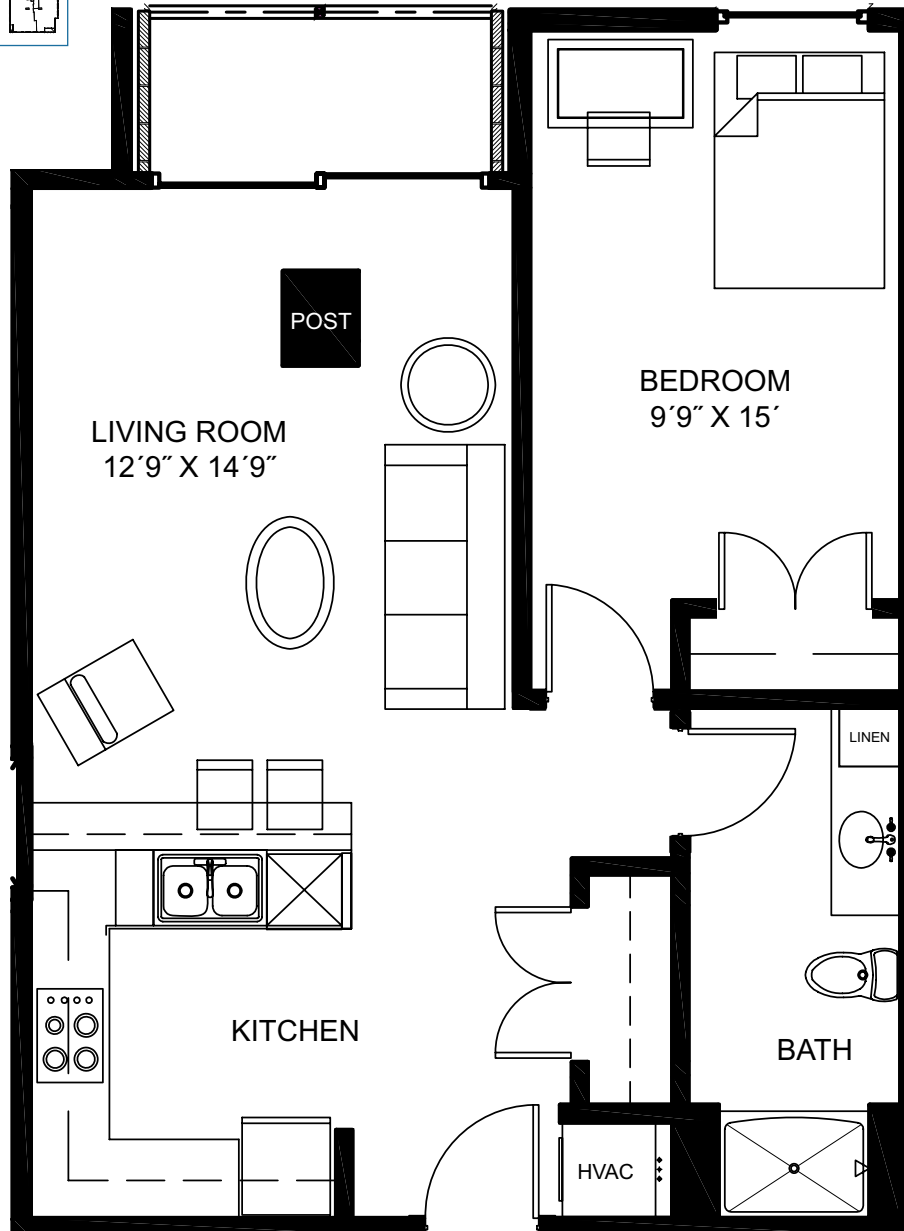 POST
BEDROOM
9´9˝ X 15´
LIVING ROOM
12´9˝ X 14´9˝
LINEN
KITCHEN
BATH
HVAC